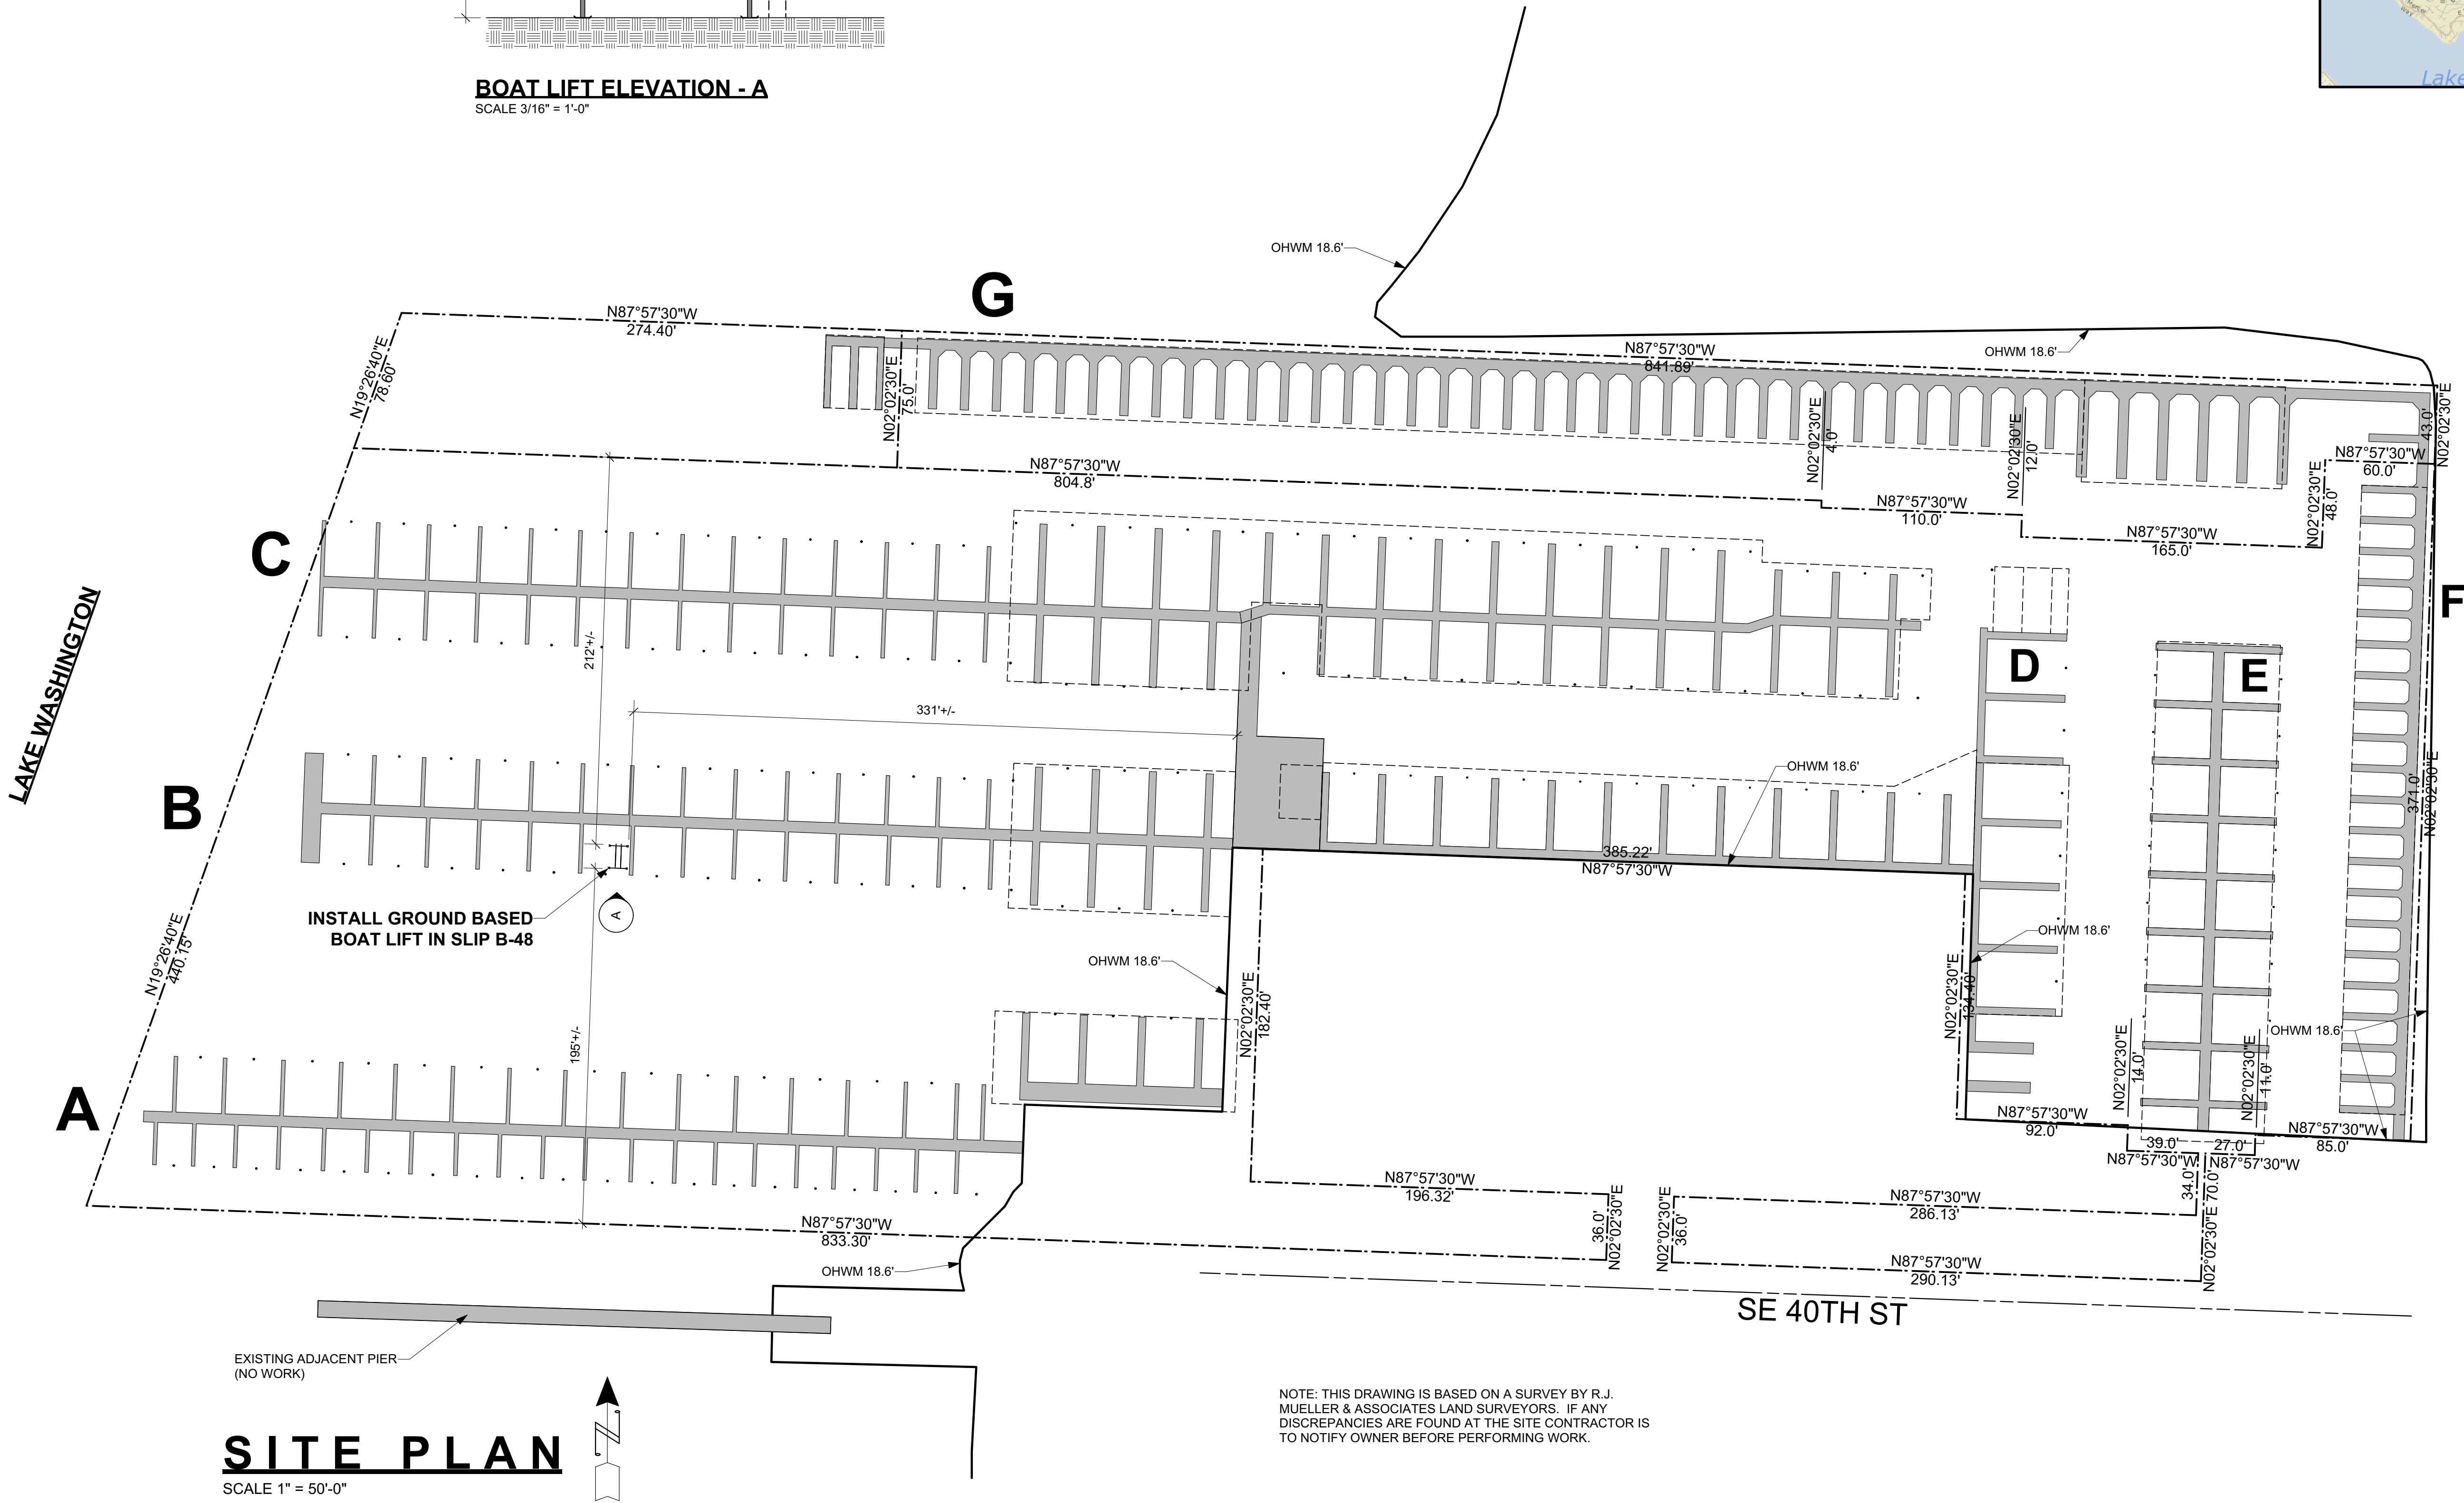 Mercer
Way
Lake
BOAT LIFT ELEVATION - A
SCALE 3/16" = 1'-0"
OHWM 18.6'
G
N87°57'30"W
274.40'
N19°26'40"E
78.60'
N02°02'30"E
75.0'
N87°57'30"W
841.89'
OHWM 18.6'
N02°02'30"E
43.0'
N02°02'30"E
4.0'
N02°02'30"E
12.0'
N87°57'30"W
60.0'
N02°02'30"E
48.0'
N87°57'30"W
804.8'
N87°57'30"W
110.0'
N87°57'30"W
165.0'
C
F
D
E
LAKE WASHINGTON
212'+/-
331'+/-
OHWM 18.6'
B
385.22'
N87°57'30"W
371.0'
N02°02'30"E
INSTALL GROUND BASED
BOAT LIFT IN SLIP B-48
A
N19°26'40"E
440.15'
OHWM 18.6'
OHWM 18.6'
N02°02'30"E
182.40'
N02°02'30"E
134.40'
195'+/-
OHWM 18.6'
N02°02'30"E
14.0'
N02°02'30"E
11.0'
A
N87°57'30"W
92.0'
39.0'
N87°57'30"W
27.0'
N87°57'30"W
N87°57'30"W
85.0'
N87°57'30"W
196.32'
34.0'
N02°02'30"E 70.0'
N87°57'30"W
286.13'
36.0'
N02°02'30"E
N02°02'30"E
36.0'
N87°57'30"W
833.30'
N87°57'30"W
290.13'
OHWM 18.6'
SE 40TH ST
EXISTING ADJACENT PIER
(NO WORK)
N
NOTE: THIS DRAWING IS BASED ON A SURVEY BY R.J.
MUELLER & ASSOCIATES LAND SURVEYORS.  IF ANY
DISCREPANCIES ARE FOUND AT THE SITE CONTRACTOR IS
TO NOTIFY OWNER BEFORE PERFORMING WORK.
SITE PLAN
SCALE 1" = 50'-0"